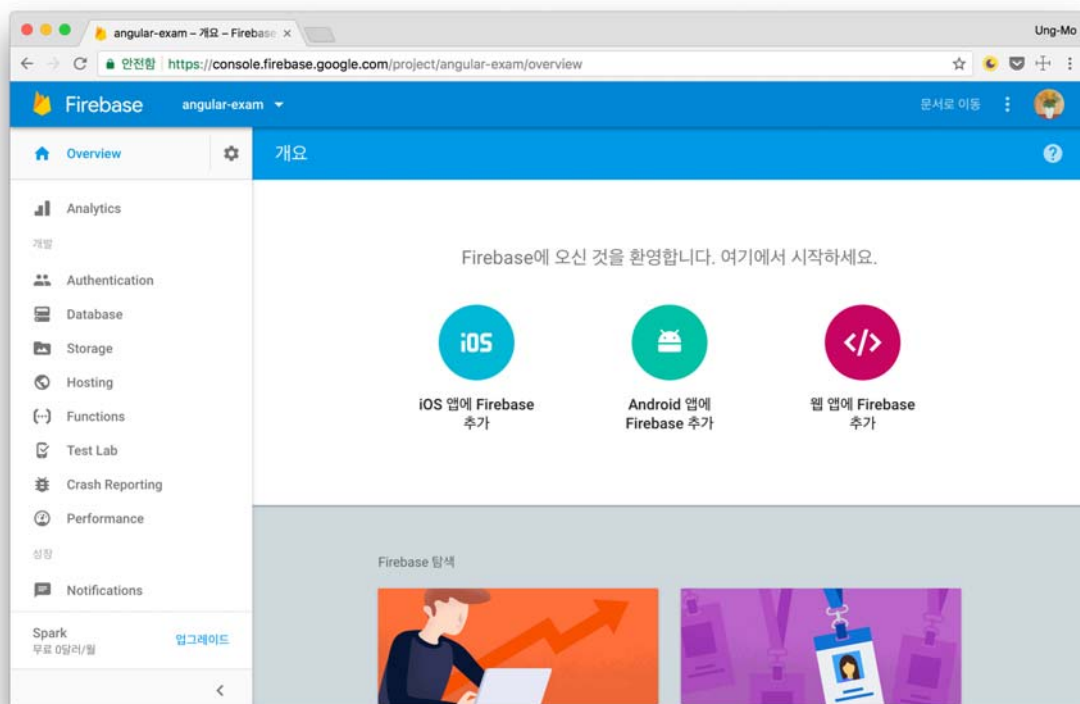 angular-exam – 개요 – Firebase
Ung-Mo
안전함 https://console.firebase.google.com/project/angular-exam/overview
Firebase angular-exam 문서로 이동
Overview
개요
Analytics
개발
Authentication
Database
Storage
Hosting
Functions
Test Lab
Crash Reporting
Performance
성장
Notifications
Spark
무료 0달러/월
업그레이드
Firebase에 오신 것을 환영합니다. 여기에서 시작하세요.
iOS
iOS 앱에 Firebase
추가
Android 앱에
Firebase 추가
</>
웹 앱에 Firebase
추가
Firebase 탐색